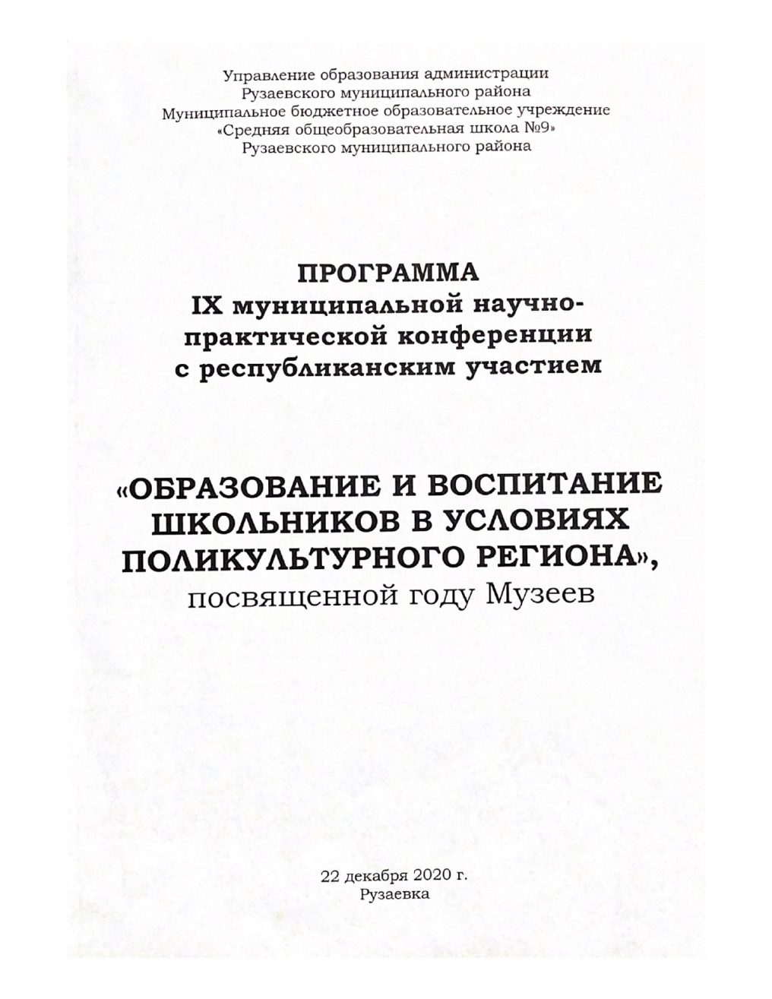 Управление образования администрации
Рузаевского муниципального района
Муниципальное бюджетное образовательное учреждение
«Средняя общеобразовательная школа №9»
Рузаевского муниципального района
ПРОГРАММА
IX муниципальной научно-
практической конференции
с республиканским участием
«ОБРАЗОВАНИЕ И ВОСПИТАНИЕ
ШКОЛЬНИКОВ В УСЛОВИЯХ
ПОЛИКУЛЬТУРНОГО РЕГИОНА»,
посвященной году Музеев
22 декабря 2020 г.
Рузаевка